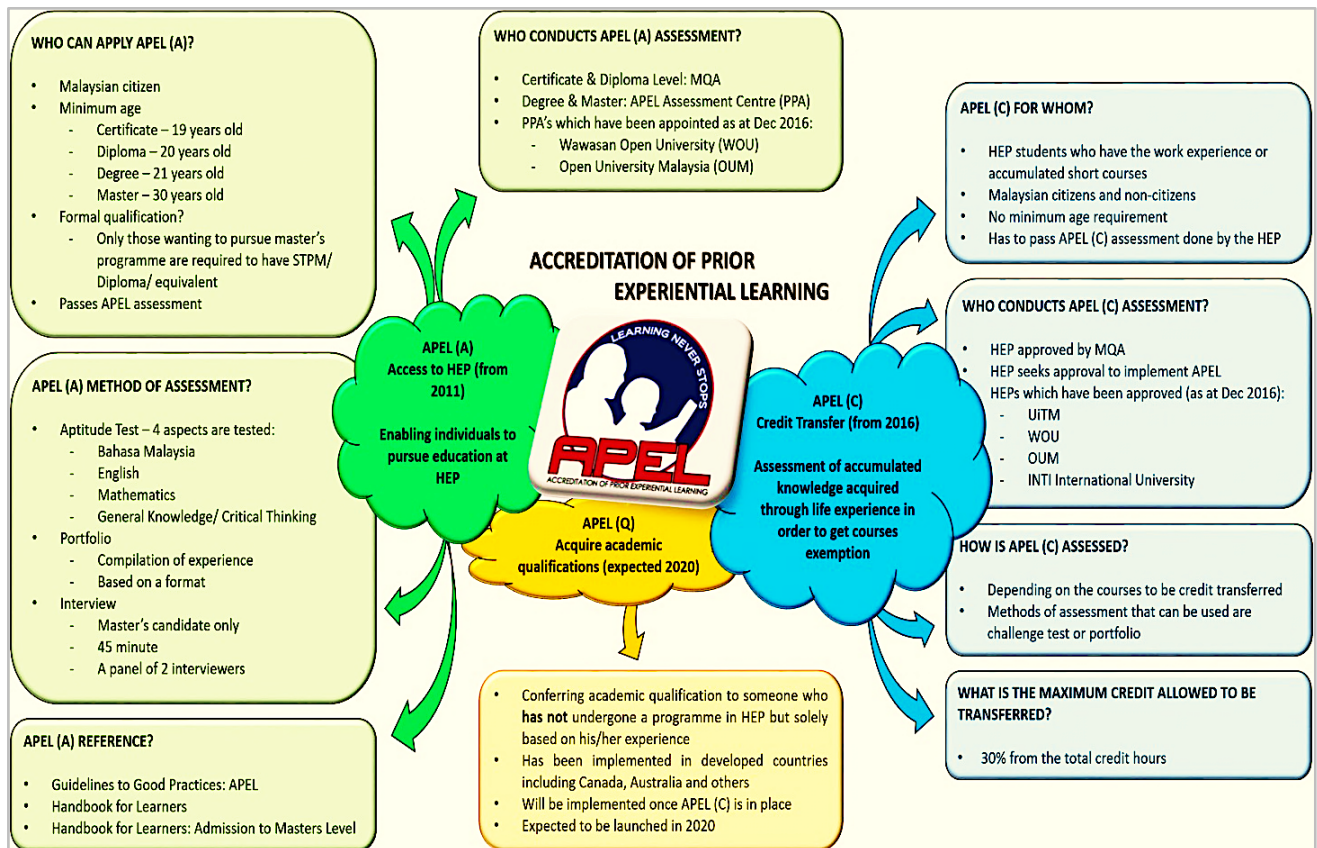 WHO CAN APPLY APEL (A)?
• Malaysian citizen
• Minimum age
- Certificate – 19 years old
- Diploma – 20 years old
- Degree – 21 years old
- Master – 30 years old
• Formal qualification?
- Only those wanting to pursue master's
programme are required to have STPM/
Diploma/ equivalent
• Passes APEL assessment
WHO CONDUCTS APEL (A) ASSESSMENT?
• Certificate & Diploma Level: MQA
• Degree & Master: APEL Assessment Centre (PPA)
• PPA's which have been appointed as at Dec 2016:
- Wawasan Open University (WOU)
- Open University Malaysia (OUM)
APEL (C) FOR WHOM?
• HEP students who have the work experience or
accumulated short courses
• Malaysian citizens and non-citizens
• No minimum age requirement
• Has to pass APEL (C) assessment done by the HEP
ACCREDITATION OF PRIOR
EXPERIENTIAL LEARNING
APEL (A)
Access to HEP (from
2011)
Enabling individuals to
pursue education at
HEP
LEARNING NEVER STOPS
APEL
ACCREDITATION OF PRIOR EXPERIENTIAL LEARNING
APEL (C)
Credit Transfer (from 2016)
Assessment of accumulated
knowledge acquired
through life experience in
order to get courses
exemption
APEL (Q)
Acquire academic
qualifications (expected 2020)
WHO CONDUCTS APEL (C) ASSESSMENT?
• HEP approved by MQA
• HEP seeks approval to implement APEL
• HEPs which have been approved (as at Dec 2016):
- UiTM
- WOU
- OUM
- INTI International University
APEL (A) METHOD OF ASSESSMENT?
• Aptitude Test – 4 aspects are tested:
- Bahasa Malaysia
- English
- Mathematics
- General Knowledge/ Critical Thinking
• Portfolio
- Compilation of experience
- Based on a format
• Interview
- Master's candidate only
- 45 minute
- A panel of 2 interviewers
HOW IS APEL (C) ASSESSED?
• Depending on the courses to be credit transferred
• Methods of assessment that can be used are
challenge test or portfolio
WHAT IS THE MAXIMUM CREDIT ALLOWED TO BE
TRANSFERRED?
• 30% from the total credit hours
APEL (A) REFERENCE?
• Guidelines to Good Practices: APEL
• Handbook for Learners
• Handbook for Learners: Admission to Masters Level
• Conferring academic qualification to someone who
has not undergone a programme in HEP but solely
based on his/her experience
• Has been implemented in developed countries
including Canada, Australia and others
• Will be implemented once APEL (C) is in place
• Expected to be launched in 2020